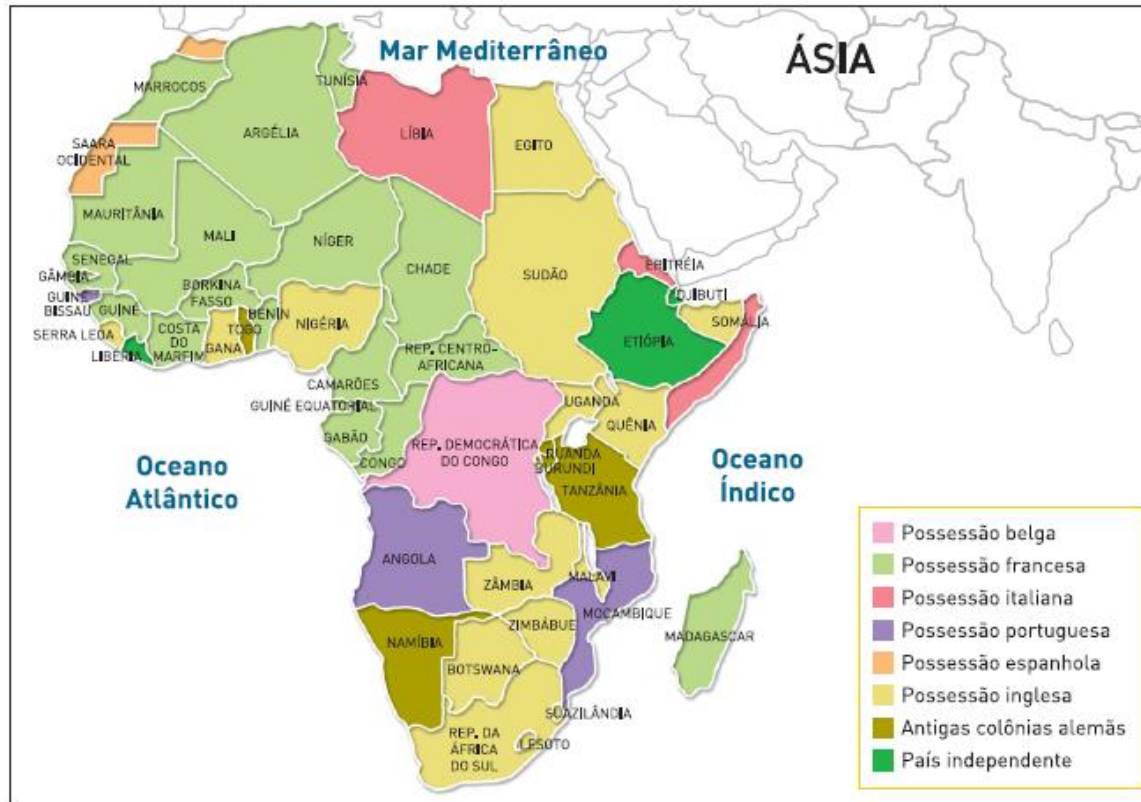 Mar Mediterrâneo
ÁSIA
MARROCOS
TUNÍSIA
ARGÉLIA
LÍBIA
EGITO
SAARA
OCIDENTAL
MAURITÂNIA
MALI
NÍGER
CHADE
SUDÃO
ERITRÉIA
SENEGAL
GÂMBIA
GUINÉ
BISSAU
GUINÉ
BORKINA
FASSO
BÊNIN
TOGO
NIGÉRIA
DJIBUTI
SOMÁLIA
SERRA LEOA
LIBÉRIA
COSTA
DO
MARFIM
GANA
ETIÓPIA
REP. CENTRO-
AFRICANA
CAMARÕES
GUINÉ EQUATORIAL
GABÃO
CONGO
REP. DEMOCRÁTICA
DO CONGO
UGANDA
QUÊNIA
RUANDA
BURUNDI
TANZÂNIA
Oceano
Atlântico
Oceano
Índico
ANGOLA
ZÂMBIA
MALAVI
MOÇAMBIQUE
MADAGASCAR
NAMÍBIA
ZIMBÁBUE
BOTSWANA
SUAZILÂNDIA
REP. DA
ÁFRICA
DO SUL
LESOTO
Possessão belga
Possessão francesa
Possessão italiana
Possessão portuguesa
Possessão espanhola
Possessão inglesa
Antigas colônias alemãs
País independente